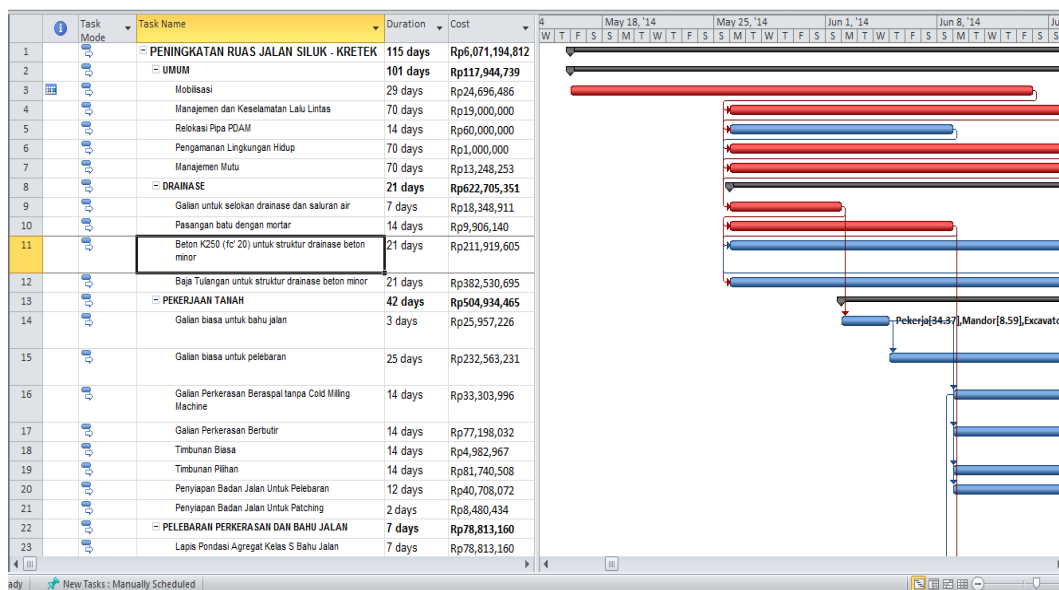 Task Mode Task Name Duration Cost 4 May 18, '14 May 25, '14 Jun 1, '14 Jun 8, '14 Ju
W T F S S M T W T F S S M T W T F S S M T W T F S S M T W T F S S
1 PENINGKATAN RUAS JALAN SILUK - KRETEK 115 days Rp6,071,194,812
2 UMUM 101 days Rp117,944,739
3 Mobilisasi 29 days Rp24,696,486
4 Manajemen dan Keselamatan Lalu Lintas 70 days Rp19,000,000
5 Relokasi Pipa PDAM 14 days Rp60,000,000
6 Pengamanan Lingkungan Hidup 70 days Rp1,000,000
7 Manajemen Mutu 70 days Rp13,248,253
8 DRAINASE 21 days Rp622,705,351
9 Galian untuk selokan drainase dan saluran air 7 days Rp18,348,911
10 Pasangan batu dengan mortar 14 days Rp9,906,140
11 Beton K250 (fc' 20) untuk struktur drainase beton 21 days Rp211,919,605
minor
12 Baja Tulangan untuk struktur drainase beton minor 21 days Rp382,530,695
13 PEKERJAAN TANAH 42 days Rp504,934,465
14 Galian biasa untuk bahu jalan 3 days Rp25,957,226 Pekerja[34.37],Mandor[8.59],Excavato
15 Galian biasa untuk pelebaran 25 days Rp232,563,231
16 Galian Perkerasan Beraspal tanpa Cold Milling 14 days Rp33,303,996
Machine
17 Galian Perkerasan Berbutir 14 days Rp77,198,032
18 Timbunan Biasa 14 days Rp4,982,967
19 Timbunan Pilihan 14 days Rp81,740,508
20 Penyiapan Badan Jalan Untuk Pelebaran 12 days Rp40,708,072
21 Penyiapan Badan Jalan Untuk Patching 2 days Rp8,480,434
22 PELEBARAN PERKERASAN DAN BAHU JALAN 7 days Rp78,813,160
23 Lapis Pondasi Agregat Kelas S Bahu Jalan 7 days Rp78,813,160
ady New Tasks : Manually Scheduled